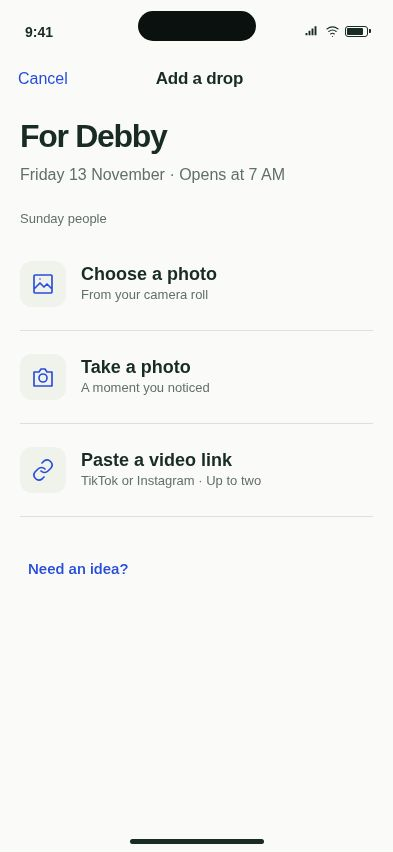 9:41
Cancel
Add a drop
For Debby
Friday 13 November · Opens at 7 AM
Sunday people
Choose a photo
From your camera roll
Take a photo
A moment you noticed
Paste a video link
TikTok or Instagram · Up to two
Need an idea?